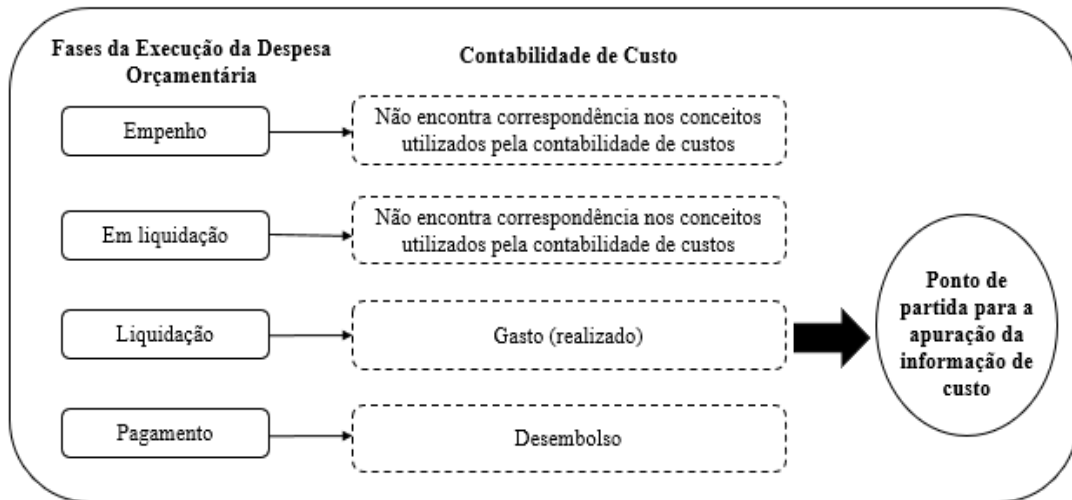 Fases da Execução da Despesa
Orçamentária
Contabilidade de Custo
Empenho
Não encontra correspondência nos conceitos
utilizados pela contabilidade de custos
Em liquidação
Não encontra correspondência nos conceitos
utilizados pela contabilidade de custos
Liquidação
Gasto (realizado)
Ponto de
partida para a
apuração da
informação de
custo
Pagamento
Desembolso